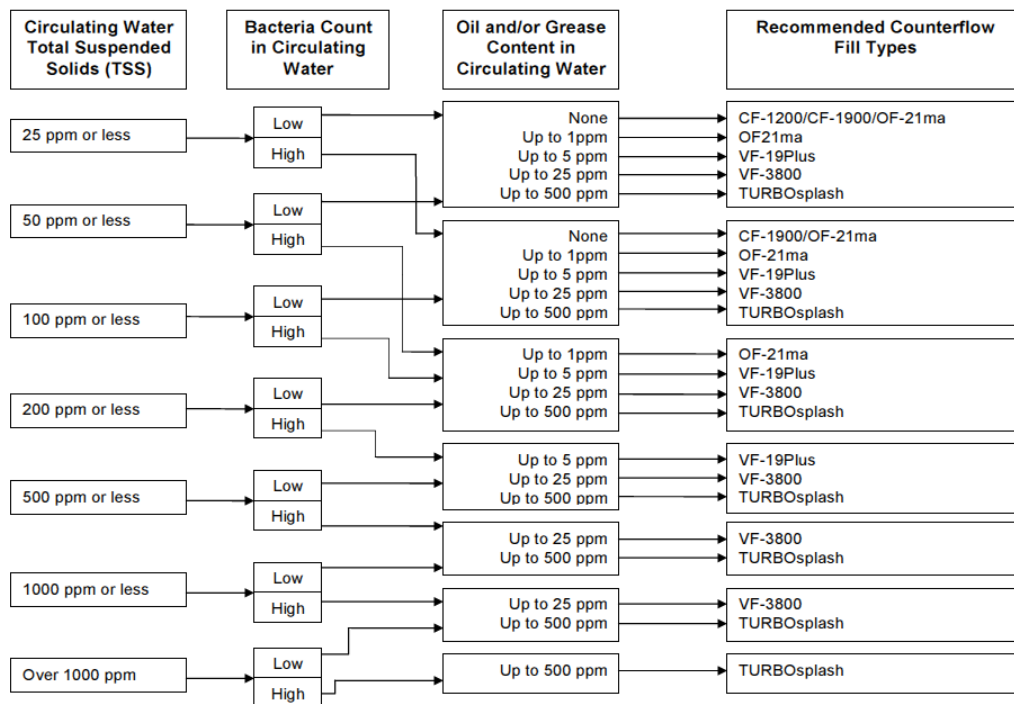 Circulating Water
Total Suspended
Solids (TSS)
Bacteria Count
in Circulating
Water
Oil and/or Grease
Content in
Circulating Water
Recommended Counterflow
Fill Types
25 ppm or less
Low
High
50 ppm or less
Low
High
100 ppm or less
Low
High
200 ppm or less
Low
High
500 ppm or less
Low
High
1000 ppm or less
Low
High
Over 1000 ppm
Low
High
None
CF-1200/CF-1900/OF-21ma
Up to 1ppm
OF21ma
Up to 5 ppm
VF-19Plus
Up to 25 ppm
VF-3800
Up to 500 ppm
TURBOsplash
None
CF-1900/OF-21ma
Up to 1ppm
OF-21ma
Up to 5 ppm
VF-19Plus
Up to 25 ppm
VF-3800
Up to 500 ppm
TURBOsplash
Up to 1ppm
OF-21ma
Up to 5 ppm
VF-19Plus
Up to 25 ppm
VF-3800
Up to 500 ppm
TURBOsplash
Up to 5 ppm
VF-19Plus
Up to 25 ppm
VF-3800
Up to 500 ppm
TURBOsplash
Up to 25 ppm
VF-3800
Up to 500 ppm
TURBOsplash
Up to 25 ppm
VF-3800
Up to 500 ppm
TURBOsplash
Up to 500 ppm
TURBOsplash